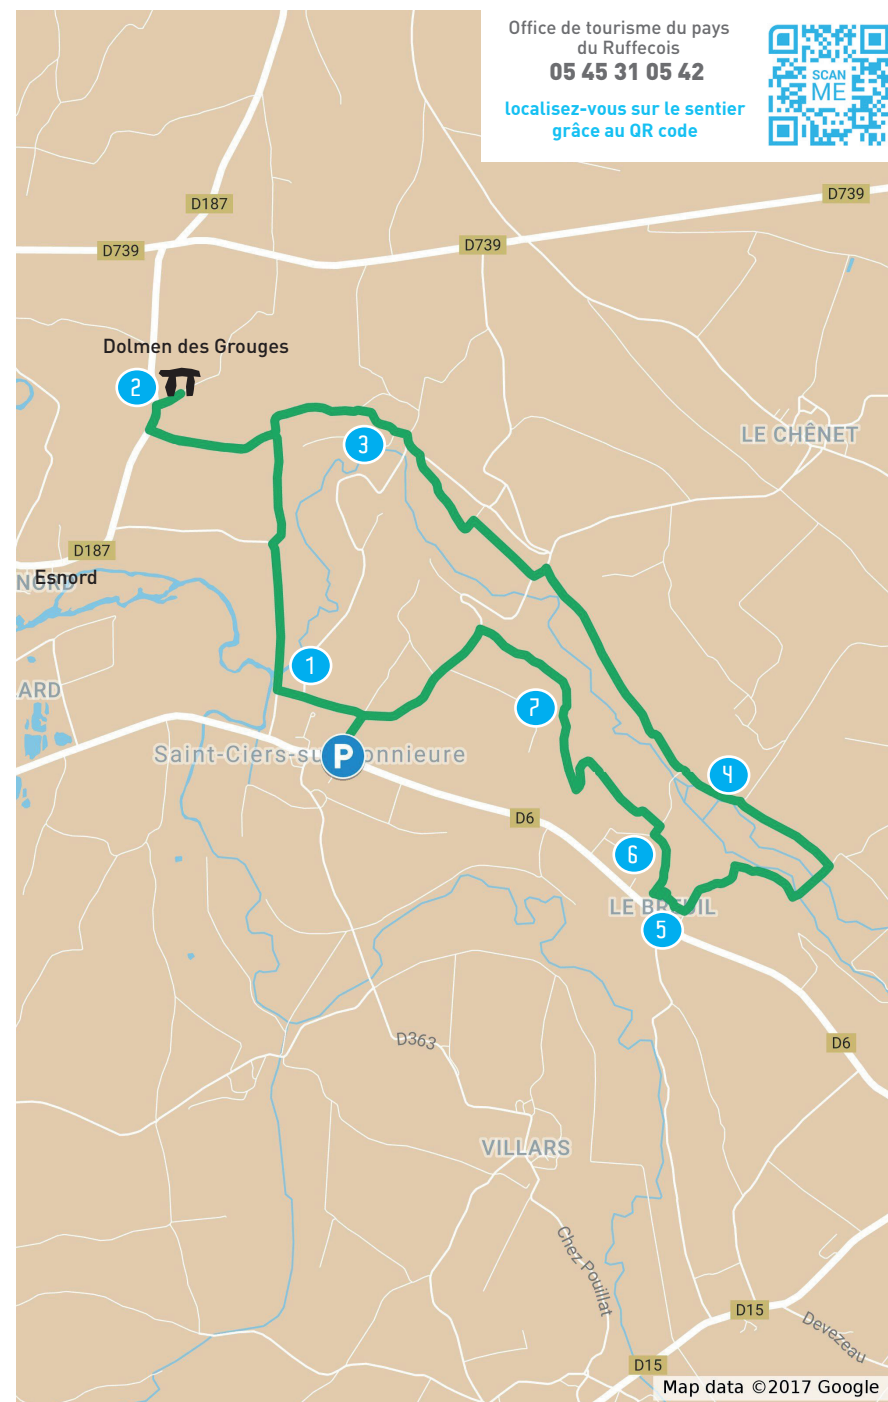 Office de tourisme du pays
du Ruffecois
05 45 31 05 42
localisez-vous sur le sentier
grâce au QR code
SCAN
ME
D739
D187
D739
D739
Dolmen des Grouges
2
LE CHÊNET
3
D187
Esnord
NORD
1
ARD
7
Saint-Ciers-su
P
onnieure
4
D6
6
LE BREUIL
5
D363
D6
VILLARS
Chez Pouillat
D15
Devezeau
D15
Map data ©2017 Google